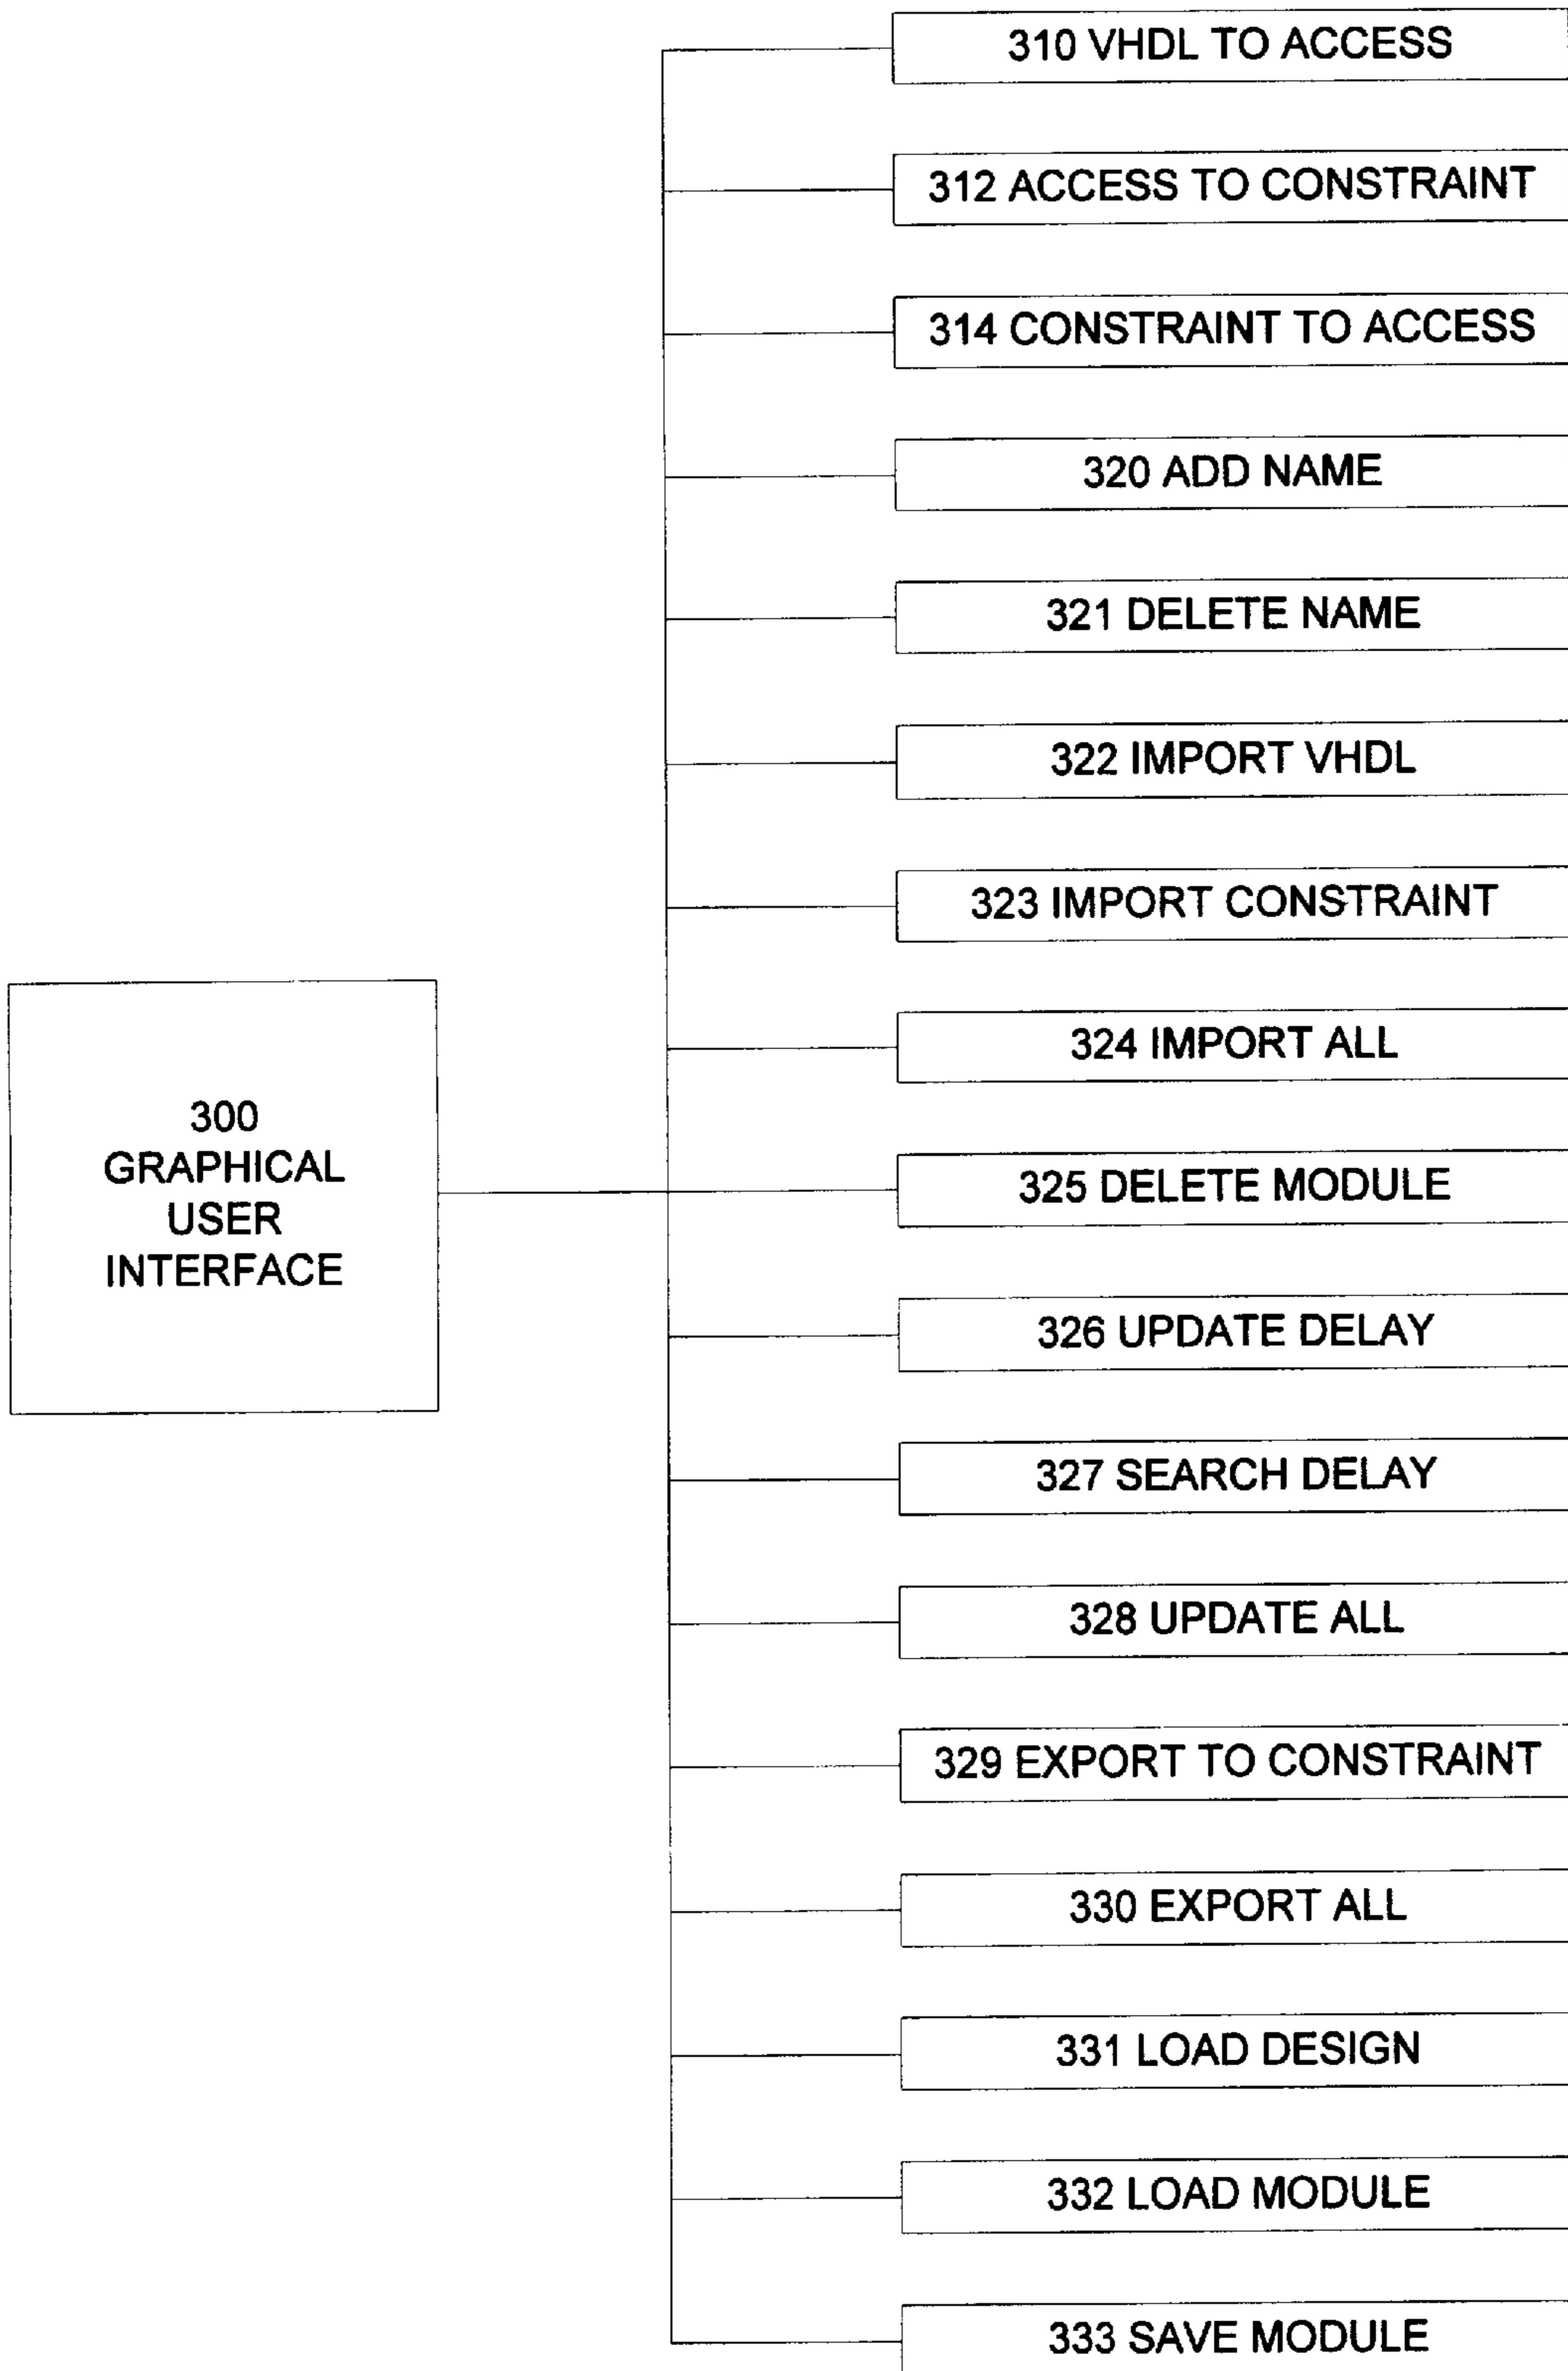 310 VHDL TO ACCESS
312 ACCESS TO CONSTRAINT
314 CONSTRAINT TO ACCESS
320 ADD NAME
321 DELETE NAME
322 IMPORT VHDL
323 IMPORT CONSTRAINT
324 IMPORT ALL
300
GRAPHICAL
USER
INTERFACE
325 DELETE MODULE
326 UPDATE DELAY
327 SEARCH DELAY
328 UPDATE ALL
329 EXPORT TO CONSTRAINT
330 EXPORT ALL
331 LOAD DESIGN
332 LOAD MODULE
333 SAVE MODULE